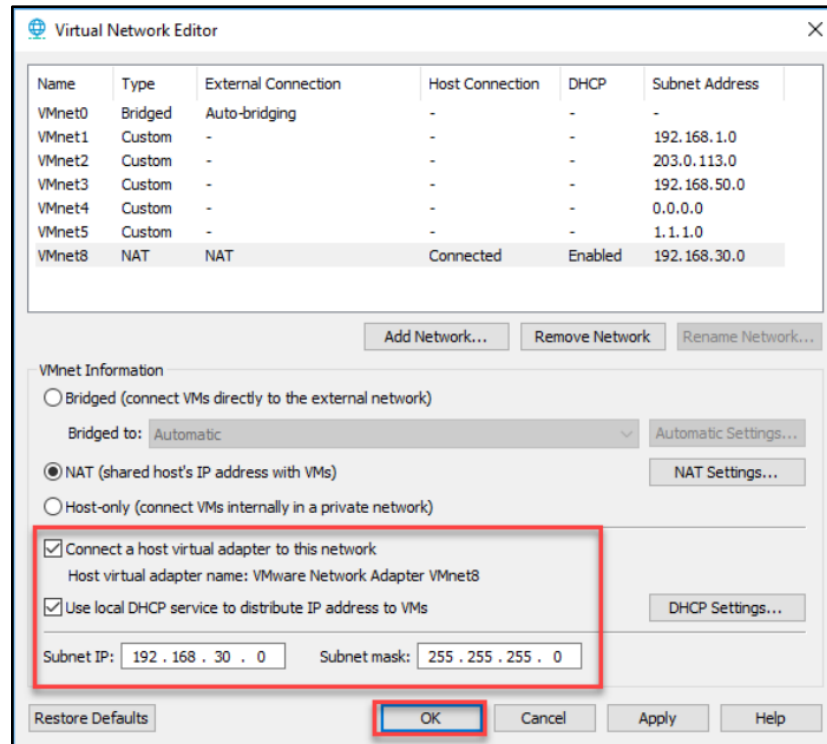 Virtual Network Editor
Name Type External Connection Host Connection DHCP Subnet Address
VMnet0 Bridged Auto-bridging - - -
VMnet1 Custom - - - 192.168.1.0
VMnet2 Custom - - - 203.0.113.0
VMnet3 Custom - - - 192.168.50.0
VMnet4 Custom - - - 0.0.0.0
VMnet5 Custom - - - 1.1.1.0
VMnet8 NAT NAT Connected Enabled 192.168.30.0
Add Network... Remove Network Rename Network...
VMnet Information
Bridged (connect VMs directly to the external network)
Bridged to: Automatic Automatic Settings...
NAT (shared host's IP address with VMs) NAT Settings...
Host-only (connect VMs internally in a private network)
Connect a host virtual adapter to this network
Host virtual adapter name: VMware Network Adapter VMnet8
Use local DHCP service to distribute IP address to VMs DHCP Settings...
Subnet IP: 192 . 168 . 30 . 0 Subnet mask: 255 . 255 . 255 . 0
Restore Defaults OK Cancel Apply Help